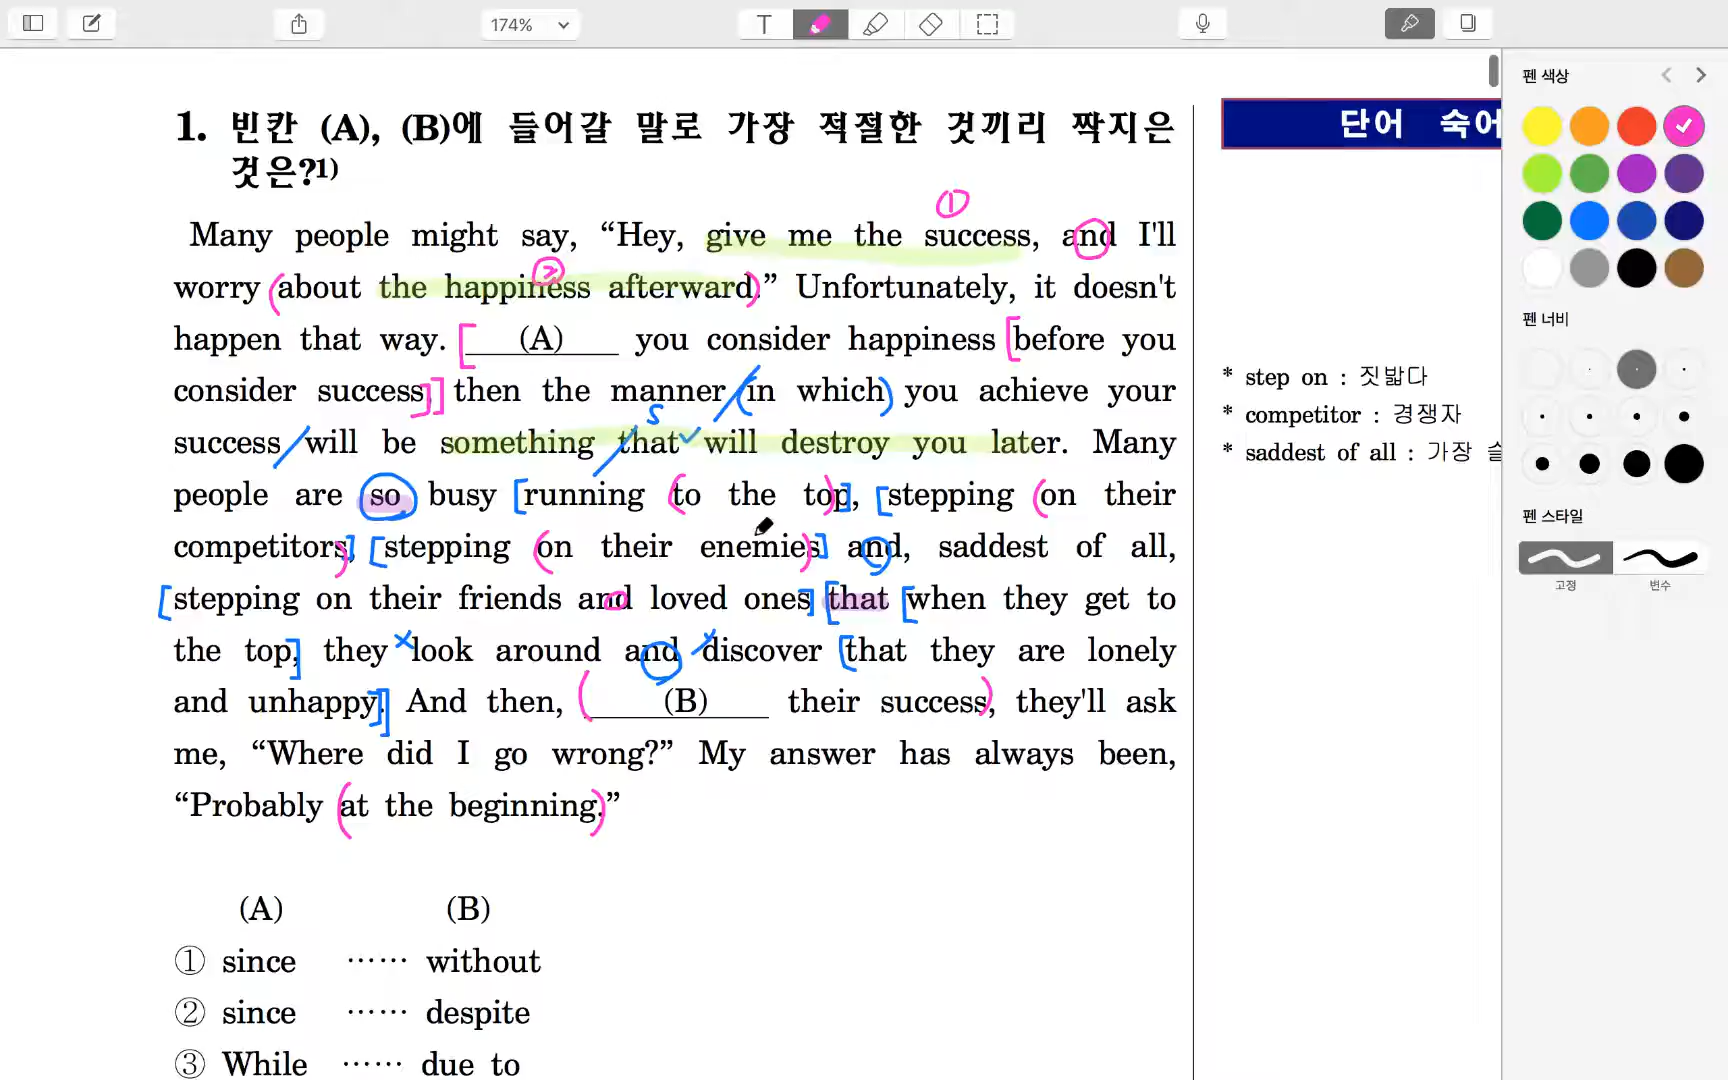 174%
T
펜 색상
1. 빈칸 (A), (B)에 들어갈 말로 가장 적절한 것끼리 짝지은
것은?1)
단어 숙어
①
Many people might say, “Hey, give me the success, and I'll
②
worry (about the happiness afterward.)” Unfortunately, it doesn't
happen that way. [ (A) you consider happiness [before you
consider success]] then the manner (in which) you achieve your
s
success will be something that will destroy you later. Many
people are so busy [running (to the top)], [stepping (on their
competitors)], [stepping (on their enemies)] and, saddest of all,
[stepping on their friends and loved ones] [that [when they get to
the top,] they look around and discover [that they are lonely
and unhappy.]] And then, ( (B) their success), they'll ask
me, “Where did I go wrong?” My answer has always been,
“Probably (at the beginning.)”
(A) (B)
① since ⋯⋯ without
② since ⋯⋯ despite
③ While ⋯⋯ due to
* step on : 짓밟다
* competitor : 경쟁자
* saddest of all : 가장 슬
펜 너비
펜 스타일
고정
변수